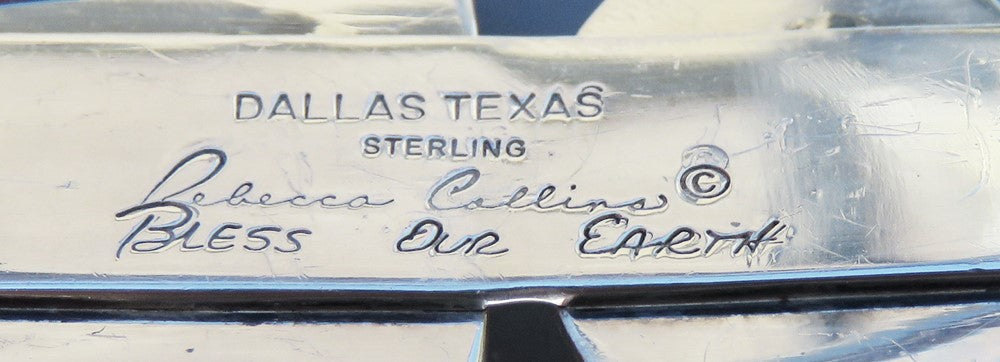 DALLAS TEXAS
STERLING
Rebecca Collins ©
BLESS OUR EARTH